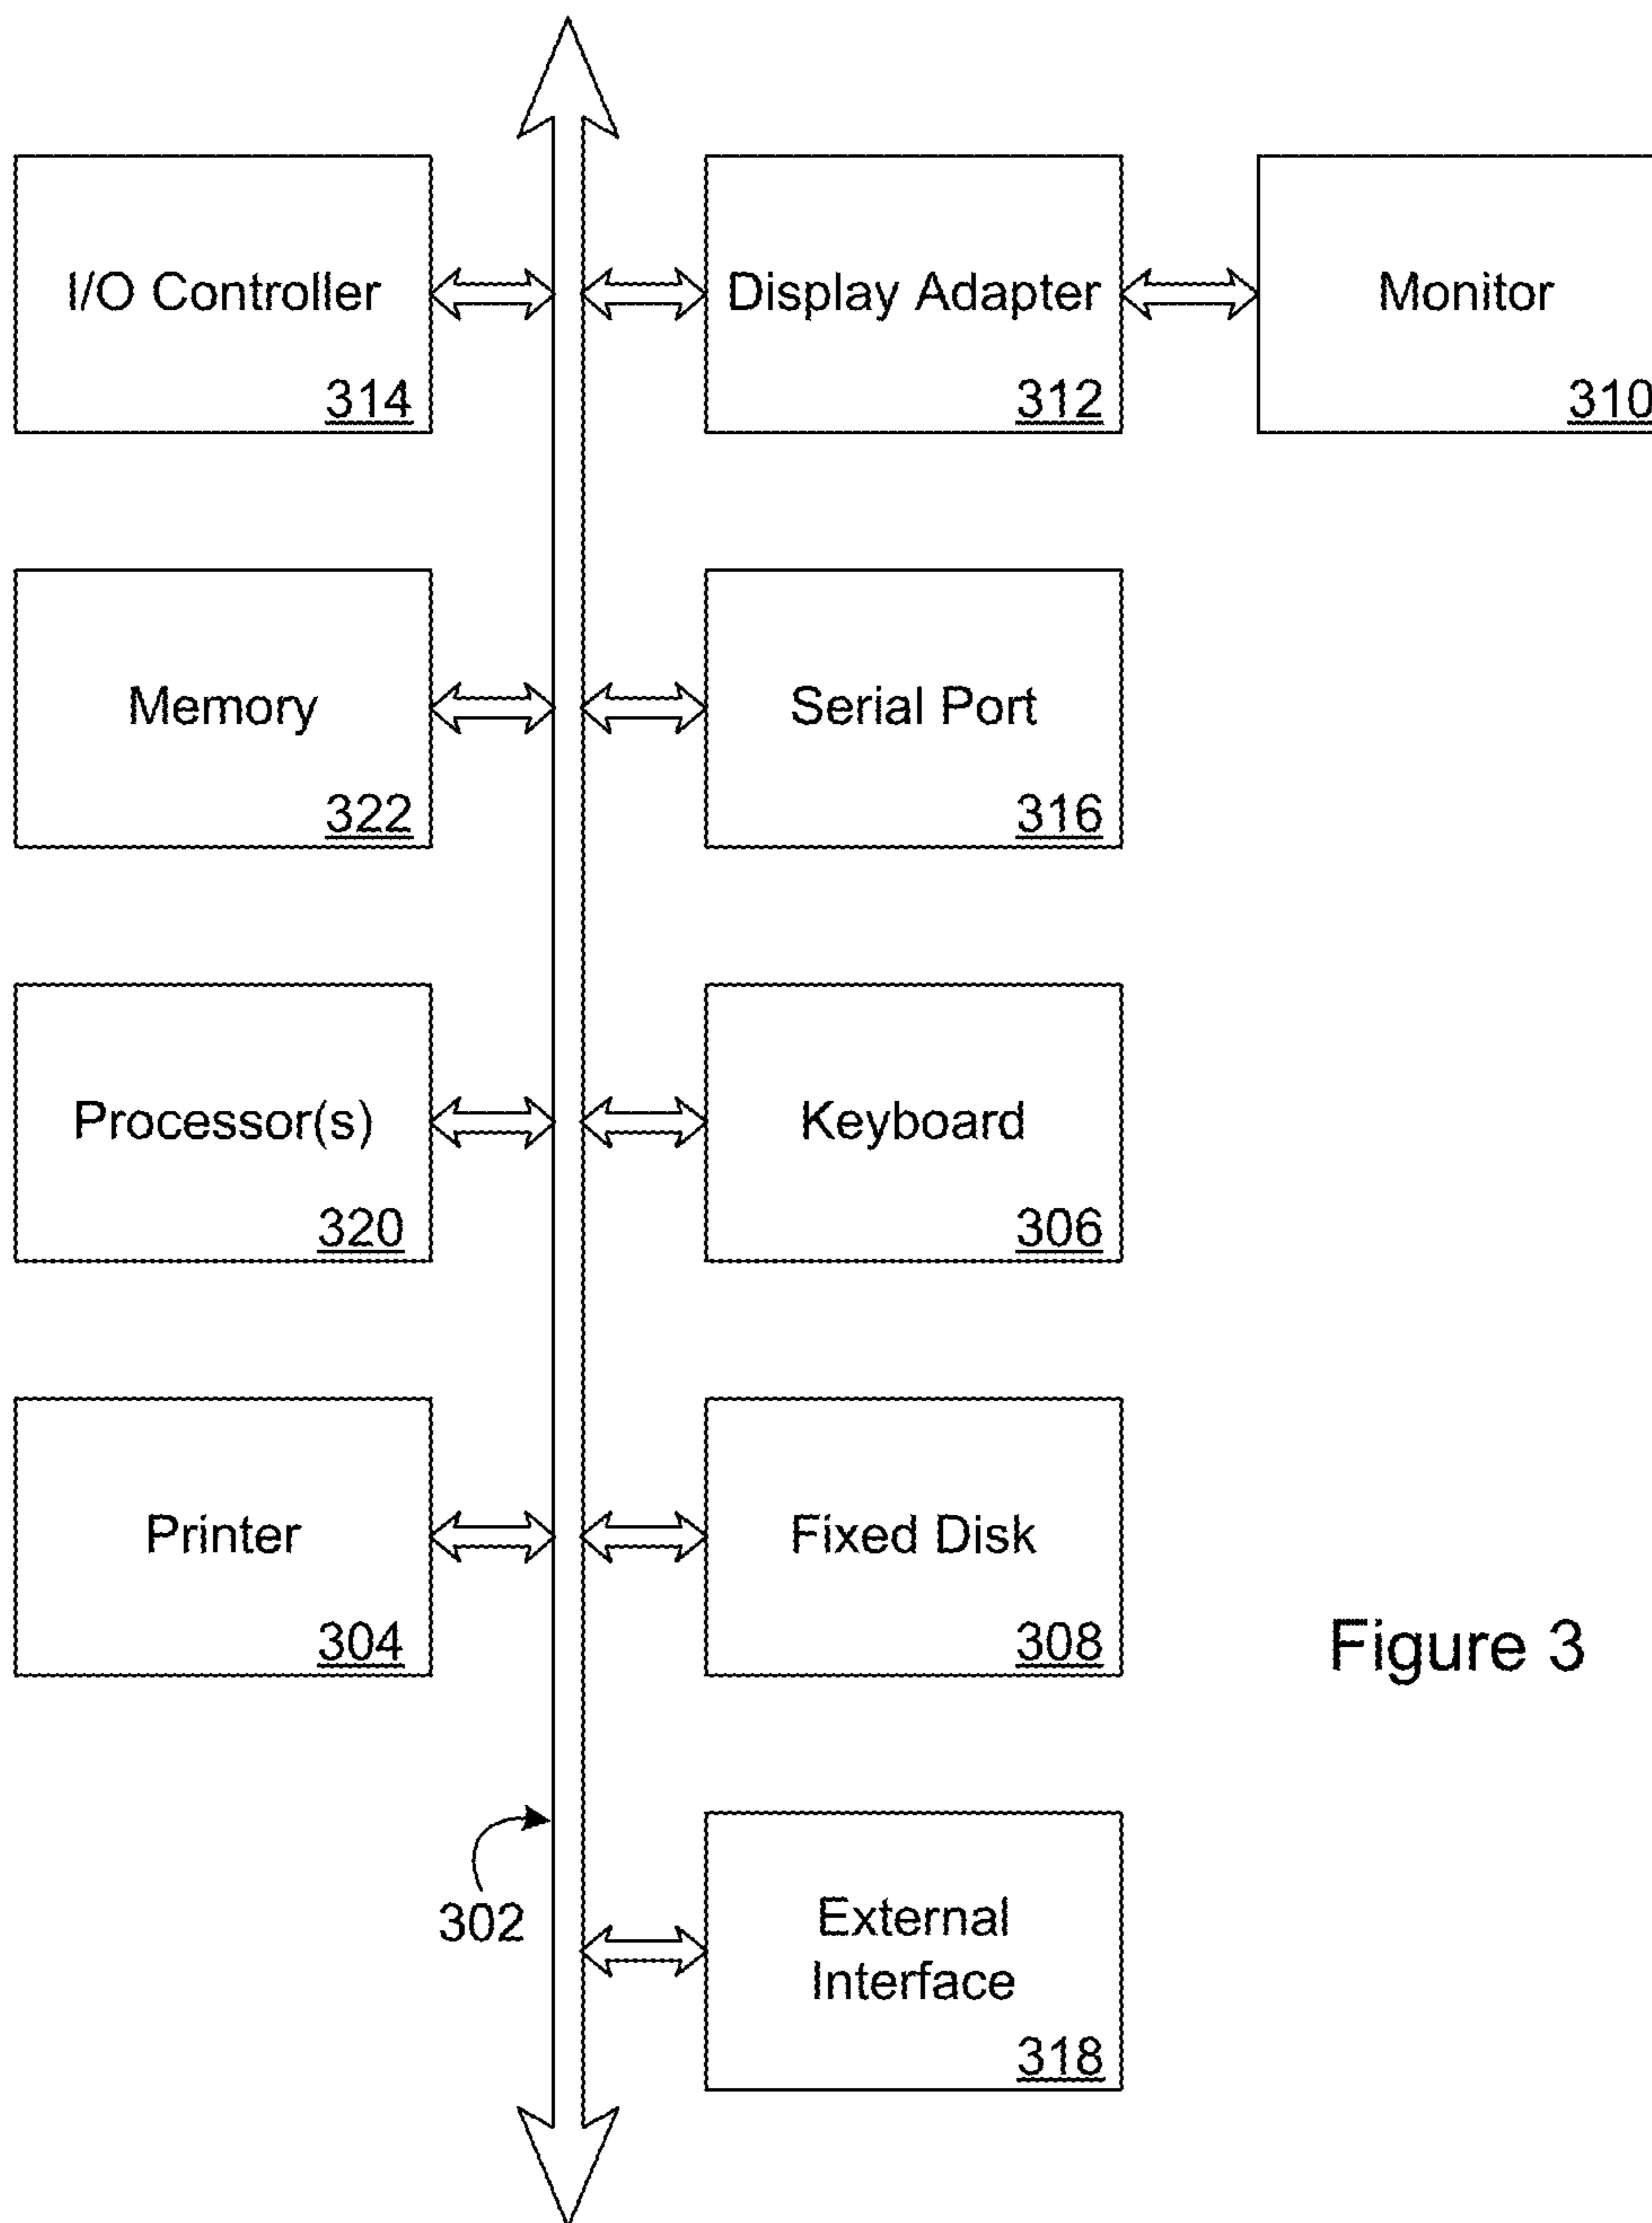 I/O Controller
314
Display Adapter
312
Monitor
310
Memory
322
Serial Port
316
Processor(s)
320
Keyboard
306
Printer
304
Fixed Disk
308
Figure 3
302
External
Interface
318